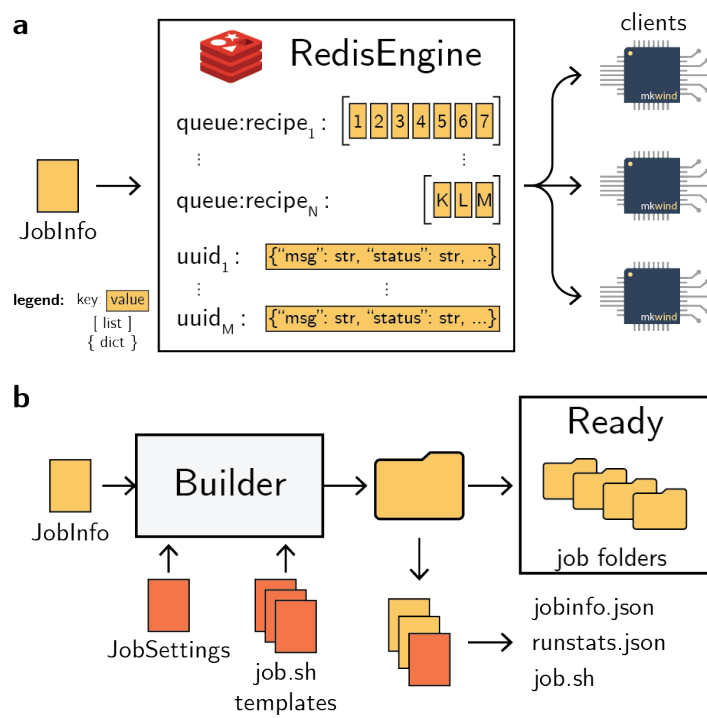 a
RedisEngine
clients
queue:recipe1 : [1 2 3 4 5 6 7]
⋮ ⋮
queue:recipeN : [K L M]
uuid1 : {“msg”: str, “status”: str, ...}
⋮ ⋮
uuidM : {“msg”: str, “status”: str, ...}
JobInfo
legend: key: value
[ list ]
{ dict }
mkwind
mkwind
mkwind
b
Ready
Builder
JobInfo
job folders
JobSettings
job.sh
templates
jobinfo.json
runstats.json
job.sh